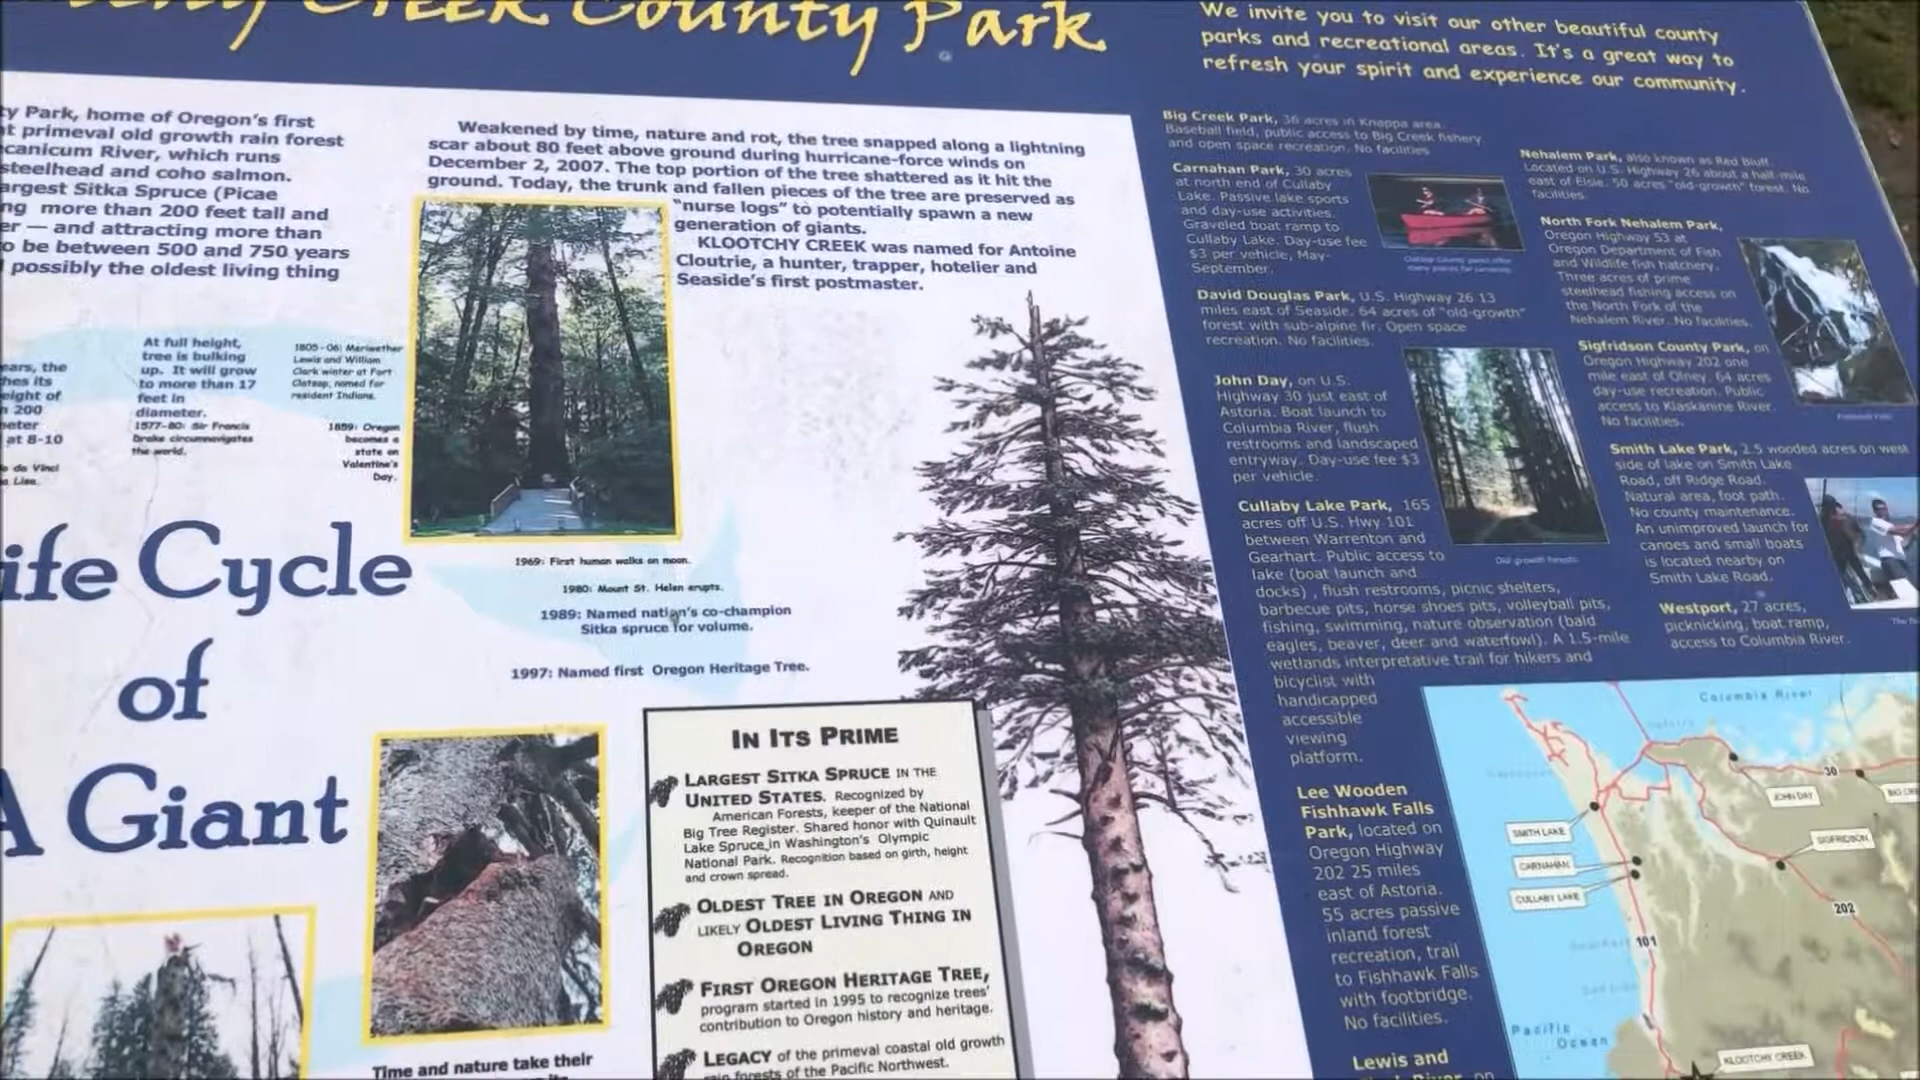 Creek County Park
We invite you to visit our other beautiful county
parks and recreational areas. It's a great way to
refresh your spirit and experience our community.
ty Park, home of Oregon's first
primeval old growth rain forest
canicum River, which runs
steelhead and coho salmon.
argest Sitka Spruce (Picae
ng more than 200 feet tall and
er — and attracting more than
o be between 500 and 750 years
possibly the oldest living thing
Weakened by time, nature and rot, the tree snapped along a lightning
scar about 80 feet above ground during hurricane-force winds on
December 2, 2007. The top portion of the tree shattered as it hit the
ground. Today, the trunk and fallen pieces of the tree are preserved as
"nurse logs" to potentially spawn a new
generation of giants.
KLOOTCHY CREEK was named for Antoine
Cloutrie, a hunter, trapper, hotelier and
Seaside's first postmaster.
ears, the
hes its
eight of
200
meter
at 8-10
da Vinci
Lisa.
At full height,
tree is bulking
up. It will grow
to more than 17
feet in
diameter.
1577-80: Sir Francis
Drake circumnavigates
the world.
1805-06: Meriwether
Lewis and William
Clark winter at Fort
Clatsop, named for
resident Indians.
1859: Oregon
becomes a
state on
Valentine's
Day.
1969: First human walks on moon.
1980: Mount St. Helen erupts.
1989: Named nation's co-champion
Sitka spruce for volume.
1997: Named first Oregon Heritage Tree.
ife Cycle
of
A Giant
Time and nature take their
IN ITS PRIME
LARGEST SITKA SPRUCE IN THE
UNITED STATES. Recognized by
American Forests, keeper of the National
Big Tree Register. Shared honor with Quinault
Lake Spruce in Washington's Olympic
National Park. Recognition based on girth, height
and crown spread.
OLDEST TREE IN OREGON AND
LIKELY OLDEST LIVING THING IN
OREGON
FIRST OREGON HERITAGE TREE,
program started in 1995 to recognize trees'
contribution to Oregon history and heritage.
LEGACY of the primeval coastal old growth
rain forests of the Pacific Northwest.
Big Creek Park, 36 acres in Knappa area.
Baseball field, public access to Big Creek fishery
and open space recreation. No facilities.
Carnahan Park, 30 acres
at north end of Cullaby
Lake. Passive lake sports
and day-use activities.
Graveled boat ramp to
Cullaby Lake. Day-use fee
$3 per vehicle, May-
September.
David Douglas Park, U.S. Highway 26 13
miles east of Seaside. 64 acres of "old-growth"
forest with sub-alpine fir. Open space
recreation. No facilities.
John Day, on U.S.
Highway 30 just east of
Astoria. Boat launch to
Columbia River, flush
restrooms and landscaped
entryway. Day-use fee $3
per vehicle.
Old growth forests.
Cullaby Lake Park, 165
acres off U.S. Hwy 101
between Warrenton and
Gearhart. Public access to
lake (boat launch and
docks) , flush restrooms, picnic shelters,
barbecue pits, horse shoes pits, volleyball pits,
fishing, swimming, nature observation (bald
eagles, beaver, deer and waterfowl). A 1.5-mile
wetlands interpretative trail for hikers and
bicyclist with
handicapped
accessible
viewing
platform.
Lee Wooden
Fishhawk Falls
Park, located on
Oregon Highway
202 25 miles
east of Astoria.
55 acres passive
inland forest
recreation, trail
to Fishhawk Falls
with footbridge.
No facilities.
Lewis and
Nehalem Park, also known as Red Bluff.
Located on U.S. Highway 26 about a half-mile
east of Elsie. 50 acres "old-growth" forest. No
facilities.
North Fork Nehalem Park,
Oregon Highway 53 at
Oregon Department of Fish
and Wildlife fish hatchery.
Three acres of prime
steelhead fishing access on
the North Fork of the
Nehalem River. No facilities.
Sigfridson County Park, on
Oregon Highway 202 one
mile east of Olney. 64 acres
day-use recreation. Public
access to Klaskanine River.
No facilities.
Smith Lake Park, 2.5 wooded acres on west
side of lake on Smith Lake
Road, off Ridge Road.
Natural area, foot path.
No county maintenance.
An unimproved launch for
canoes and small boats
is located nearby on
Smith Lake Road.
Westport, 27 acres,
picknicking, boat ramp,
access to Columbia River.
Columbia River
30
JOHN DAY
SMITH LAKE
SIGFRIDSON
CARNAHAN
CULLABY LAKE
202
101
Pacific
Ocean
KLOOTCHY CREEK